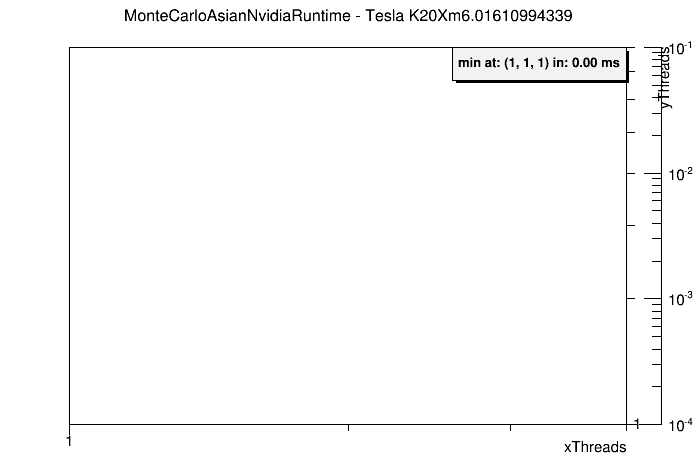 MonteCarloAsianNvidiaRuntime - Tesla K20Xm6.01610994339
min at: (1, 1, 1) in: 0.00 ms
10-1
yThreads
10-2
10-3
1
10-4
1
xThreads